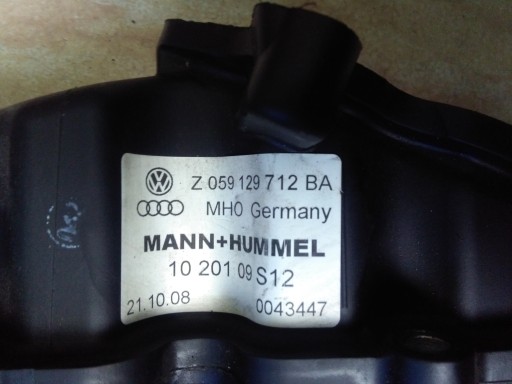 Z 059 129 712 BA
MH0 Germany
MANN+HUMMEL
10 201 09 S12
21.10.08 0043447